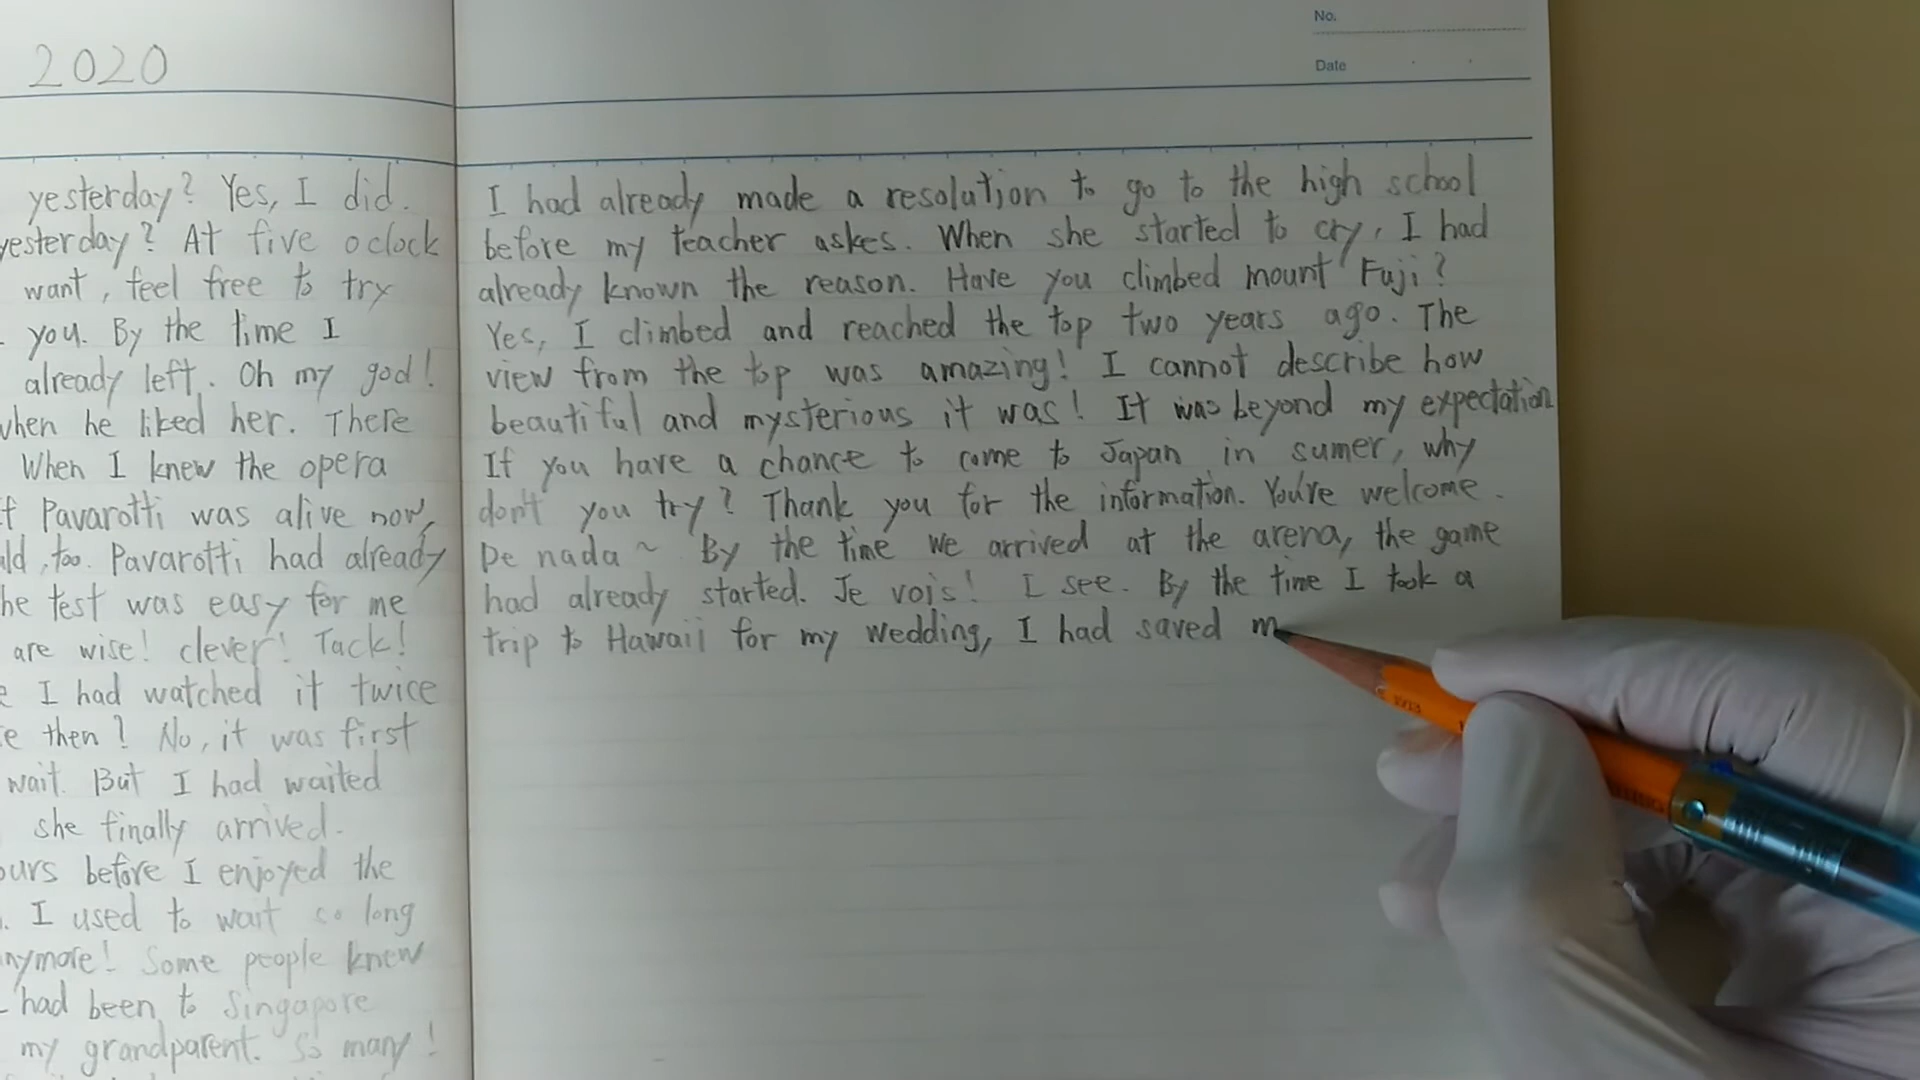 2020
yesterday? Yes, I did.
yesterday? At five oclock
want, feel free to try
you. By the time I
already left. Oh my god!
when he liked her. There
When I knew the opera
Pavarotti was alive now,
, too. Pavarotti had already
test was easy for me
are wise! clever! Tack!
I had watched it twice
then? No, it was first
wait. But I had waited
she finally arrived.
before I enjoyed the
I used to wait so long
Some people knew
had been to Singapore
my grandparent. So many!
No.
Date
I had already made a resolution to go to the high school
before my teacher askes. When she started to cry, I had
already known the reason. Have you climbed mount Fuji?
Yes, I climbed and reached the top two years ago. The
view from the top was amazing! I cannot describe how
beautiful and mysterious it was! It was beyond my expectation
If you have a chance to come to Japan in sumer, why
don't you try? Thank you for the information. You're welcome.
De nada ~ By the time we arrived at the arena, the game
had already started. Je vois! I see. By the time I took a
trip to Hawaii for my wedding, I had saved m